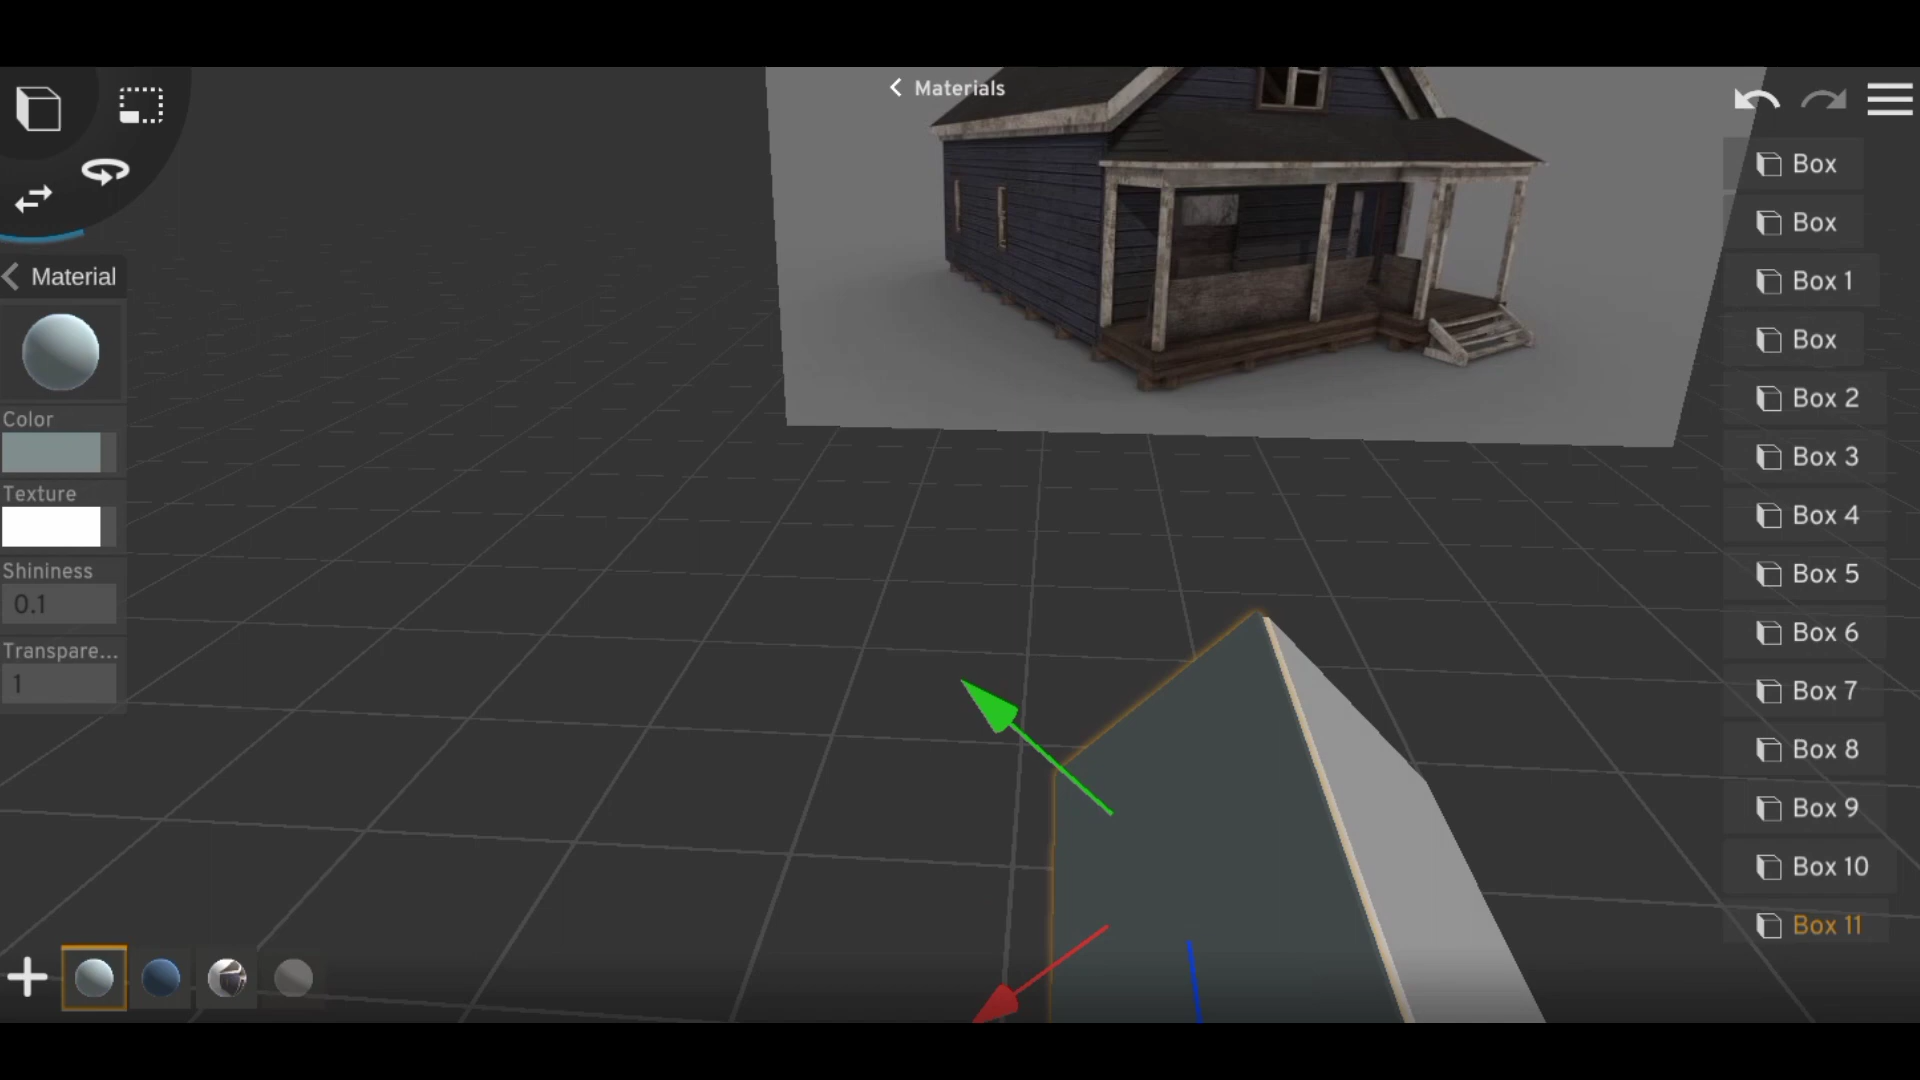 Materials
Material
Color
Texture
Shininess
0.1
Transpare...
1
Box
Box
Box 1
Box
Box 2
Box 3
Box 4
Box 5
Box 6
Box 7
Box 8
Box 9
Box 10
Box 11